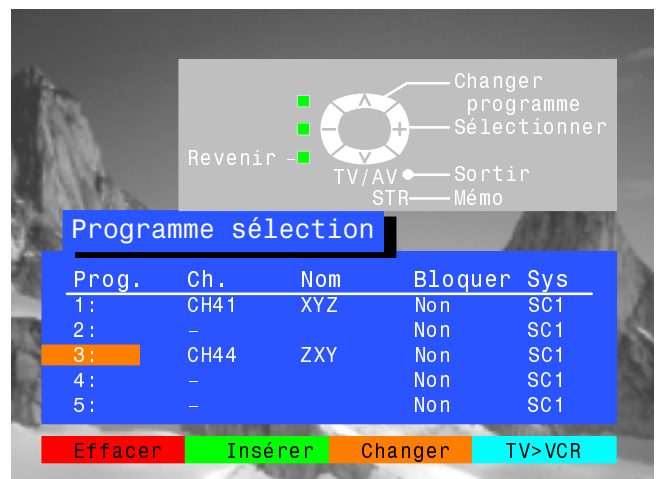 Changer
programme
Sélectionner
Revenir
TV/AV Sortir
STR Mémo
Programme sélection
Prog. Ch. Nom Bloquer Sys
1: CH41 XYZ Non SC1
2: – Non SC1
3: CH44 ZXY Non SC1
4: – Non SC1
5: – Non SC1
Effacer Insérer Changer TV>VCR